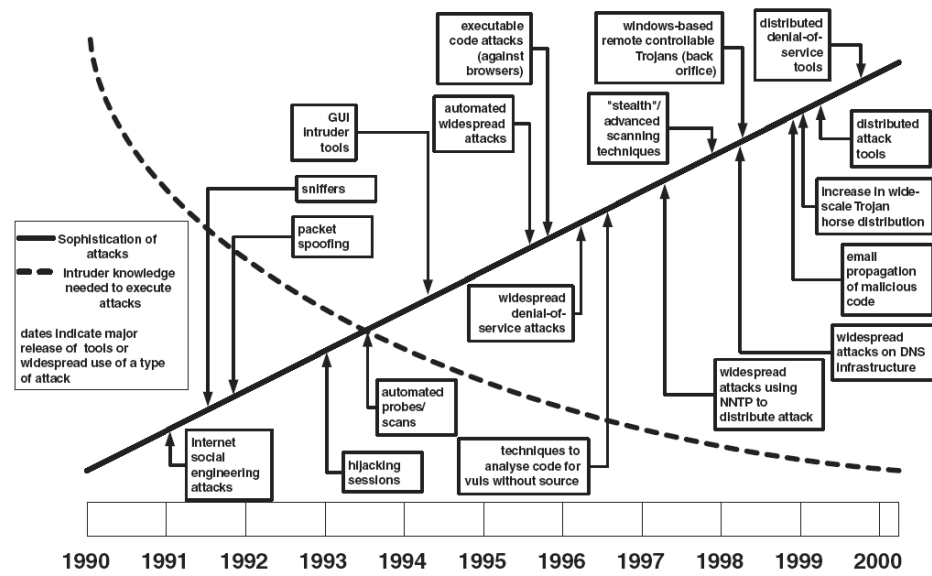 executable
code attacks
(against
browsers)
windows-based
remote controllable
Trojans (back
orifice)
distributed
denial-of-
service
tools
GUI
intruder
tools
automated
widespread
attacks
"stealth"/
advanced
scanning
techniques
distributed
attack
tools
sniffers
increase in wide-
scale Trojan
horse distribution
packet
spoofing
Sophistication of
attacks
Intruder knowledge
needed to execute
attacks
dates indicate major
release of tools or
widespread use of a type
of attack
email
propagation
of malicious
code
widespread
denial-of-
service attacks
widespread
attacks on DNS
infrastructure
automated
probes/
scans
widespread
attacks using
NNTP to
distribute attack
Internet
social
engineering
attacks
hijacking
sessions
techniques to
analyse code for
vuls without source
1990 1991 1992 1993 1994 1995 1996 1997 1998 1999 2000